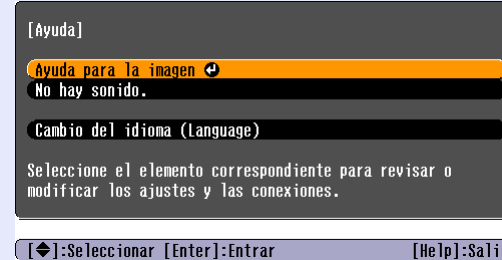 [Ayuda]
Ayuda para la imagen
No hay sonido.
Cambio del idioma (Language)
Seleccione el elemento correspondiente para revisar o
modificar los ajustes y las conexiones.
[◆]:Seleccionar [Enter]:Entrar [Help]:Sali